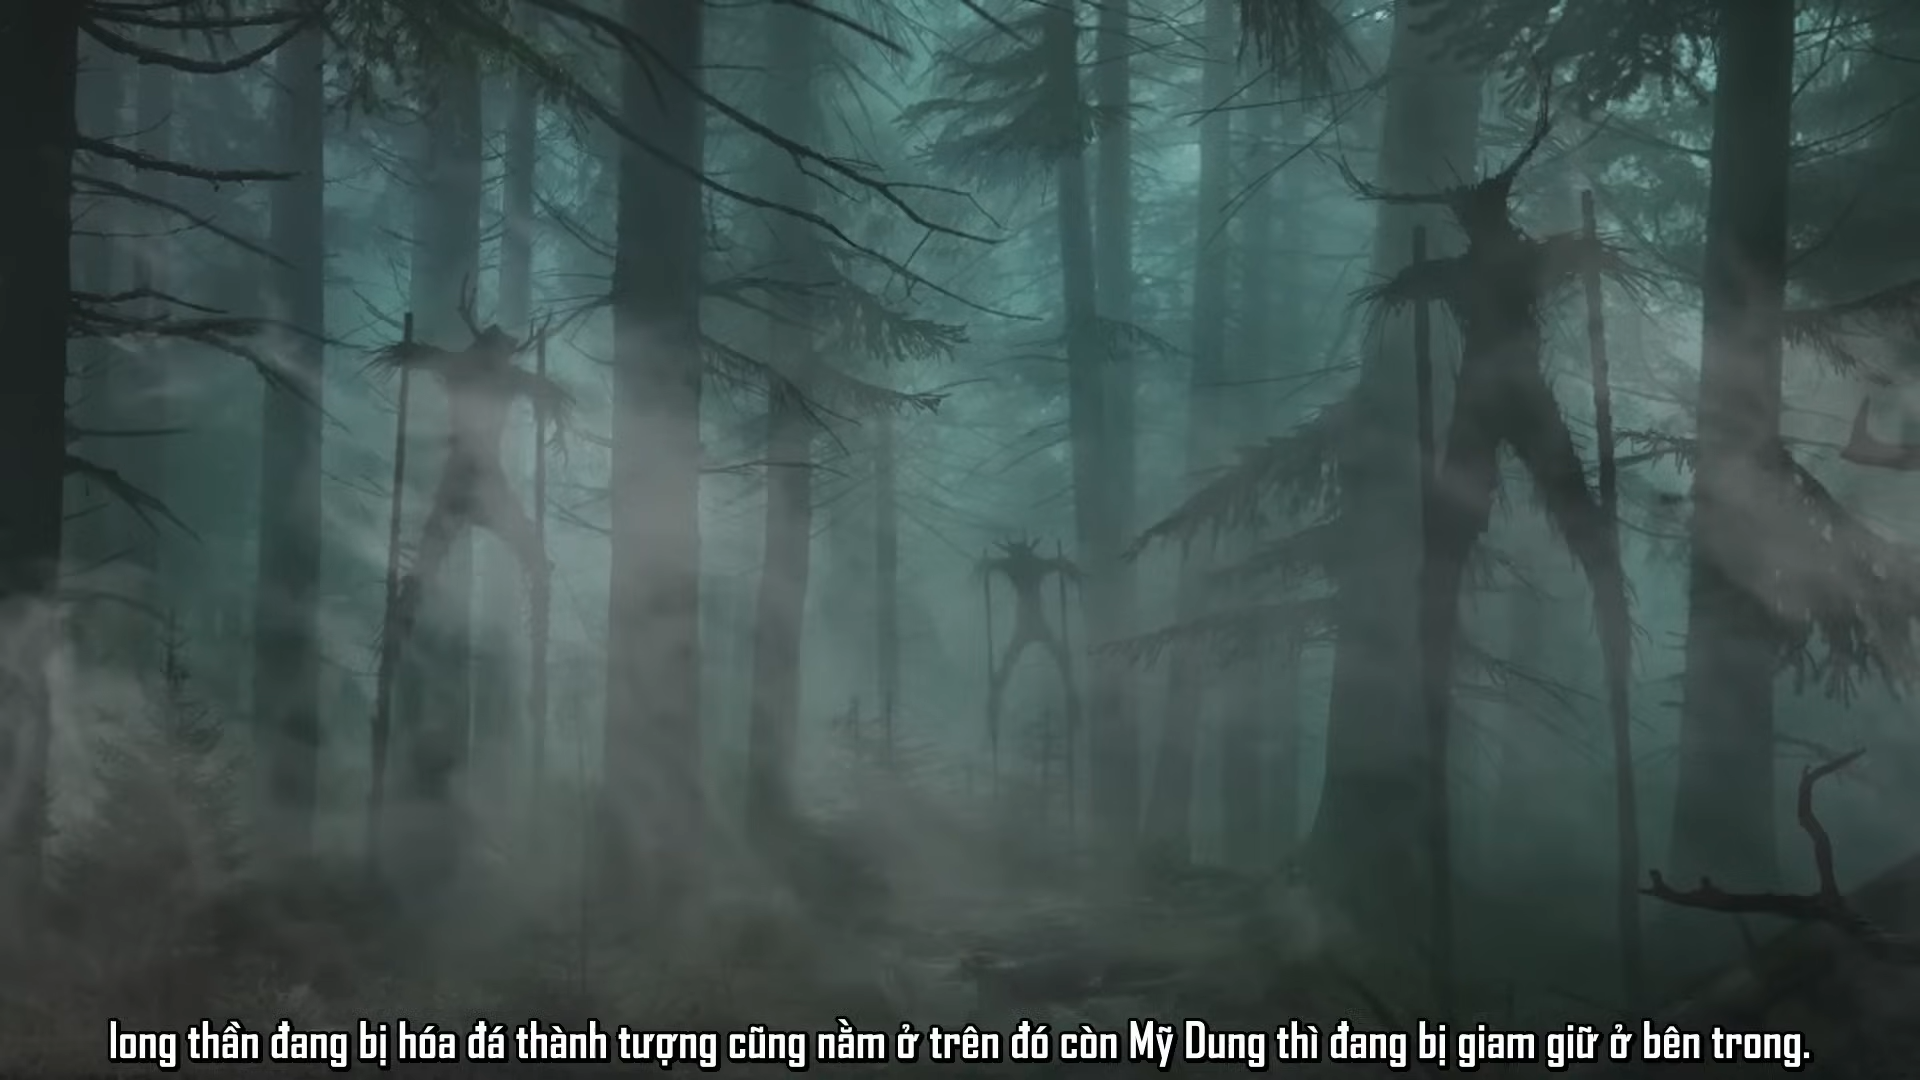 long thần đang bị hóa đá thành tượng cũng nằm ở trên đó còn Mỹ Dung thì đang bị giam giữ ở bên trong.